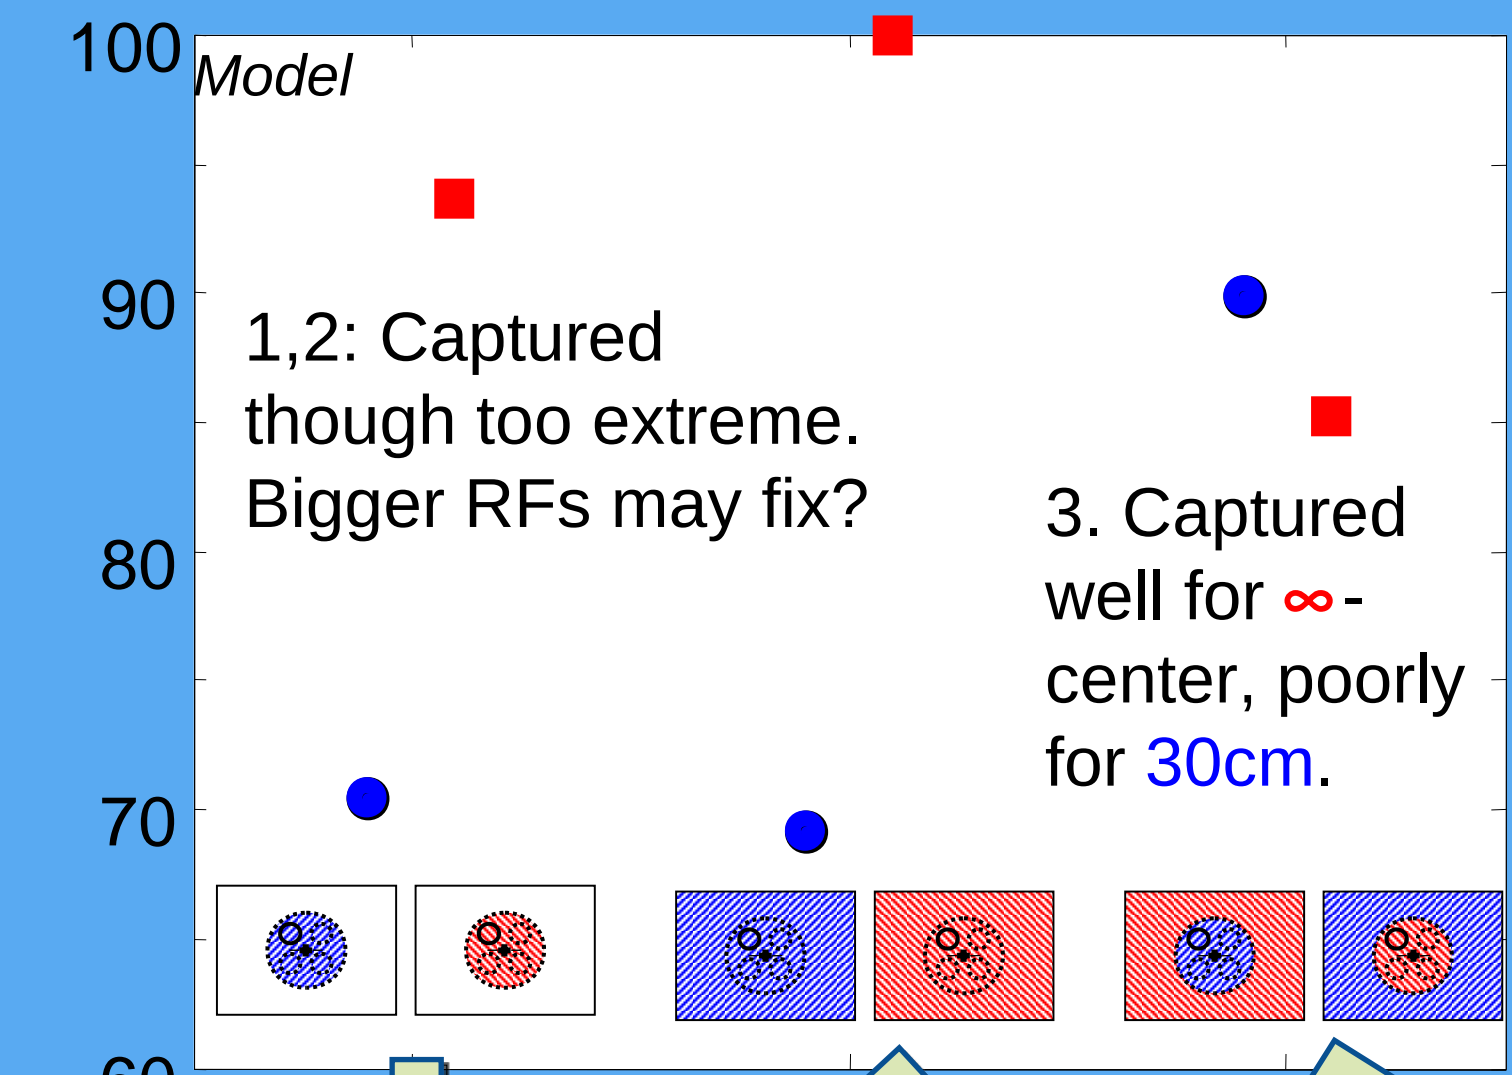 100
Model
90
1,2: Captured
though too extreme.
Bigger RFs may fix?
80
3. Captured
well for ∞-
center, poorly
for 30cm.
70
60